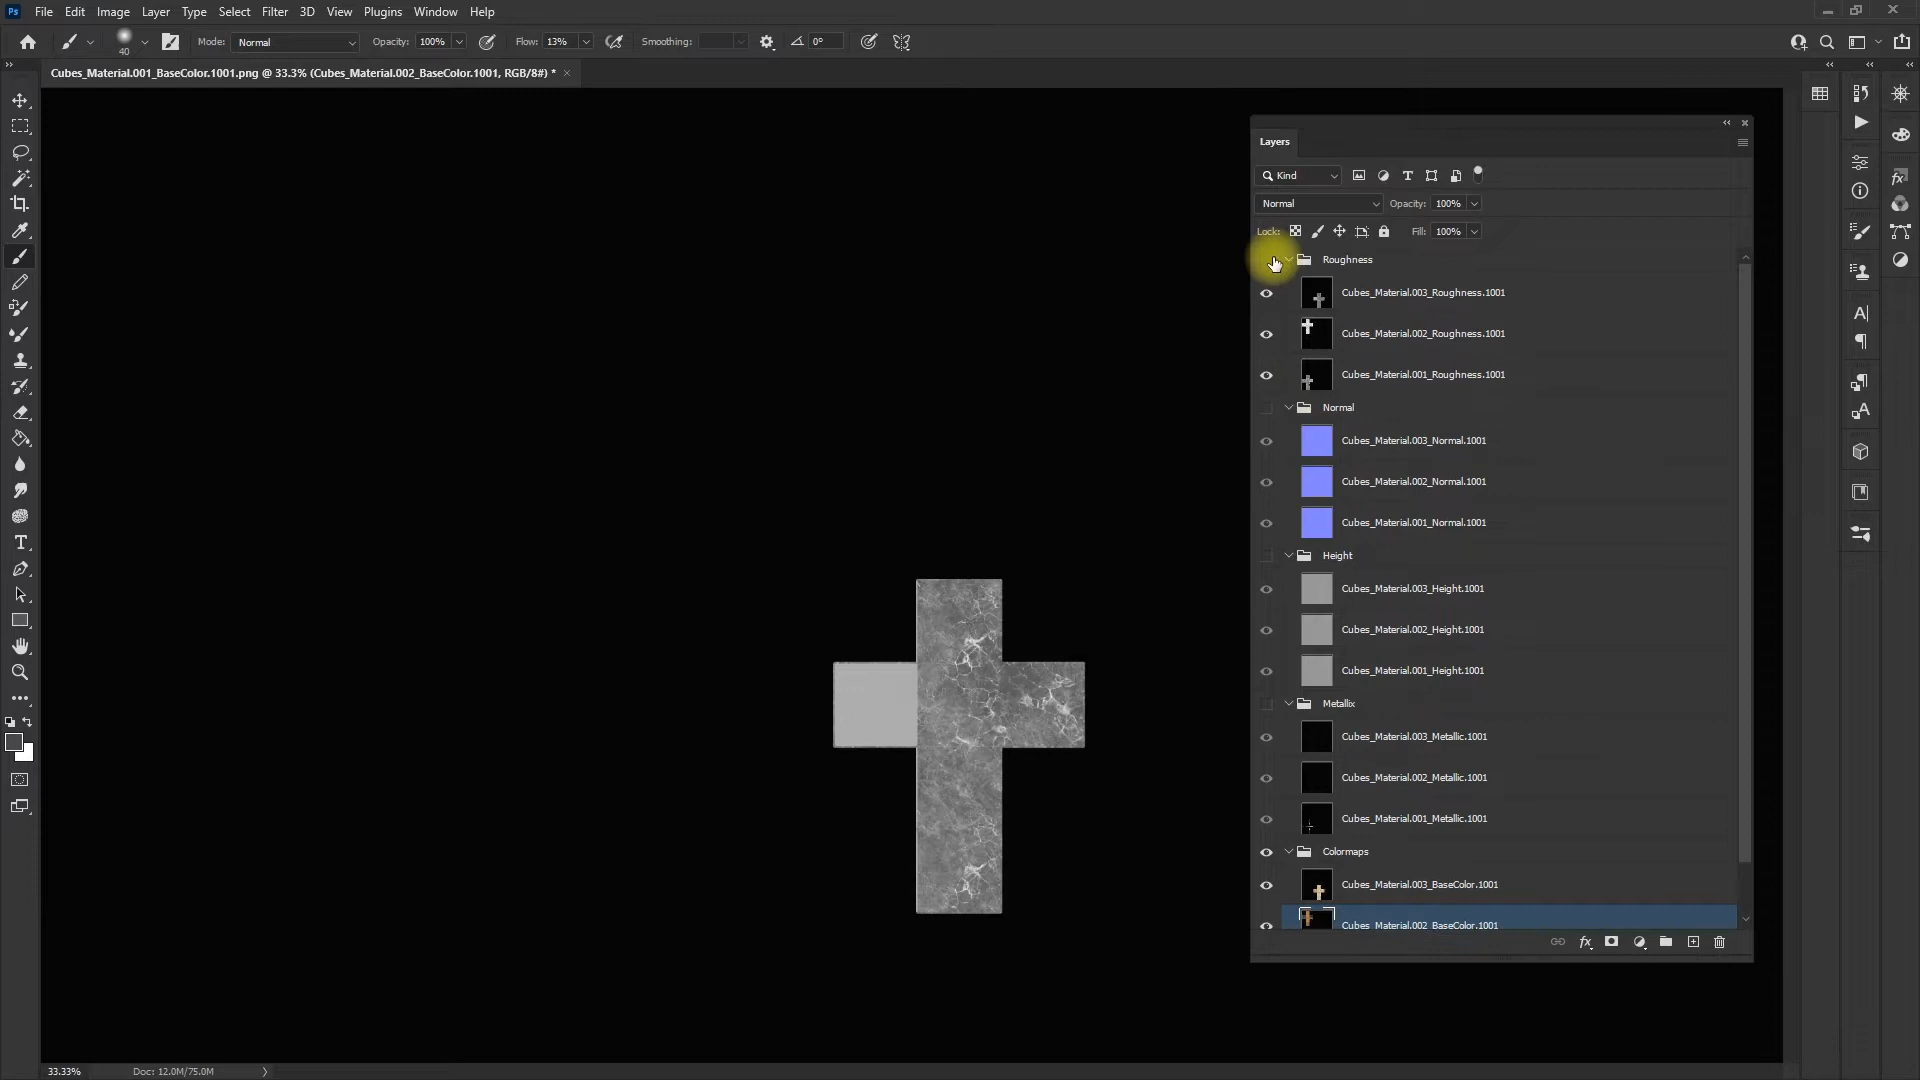 Ps File Edit Image Layer Type Select Filter 3D View Plugins Window Help
40 Mode: Normal Opacity: 100% Flow: 13% Smoothing: 0°
Cubes_Material.001_BaseColor.1001.png @ 33.3% (Cubes_Material.002_BaseColor.1001, RGB/8#) *
Layers
Kind
Normal Opacity: 100%
Lock: Fill: 100%
Roughness
Cubes_Material.003_Roughness.1001
Cubes_Material.002_Roughness.1001
Cubes_Material.001_Roughness.1001
Normal
Cubes_Material.003_Normal.1001
Cubes_Material.002_Normal.1001
Cubes_Material.001_Normal.1001
Height
Cubes_Material.003_Height.1001
Cubes_Material.002_Height.1001
Cubes_Material.001_Height.1001
Metallix
Cubes_Material.003_Metallic.1001
Cubes_Material.002_Metallic.1001
Cubes_Material.001_Metallic.1001
Colormaps
Cubes_Material.003_BaseColor.1001
Cubes_Material.002_BaseColor.1001
33.33% Doc: 12.0M/75.0M